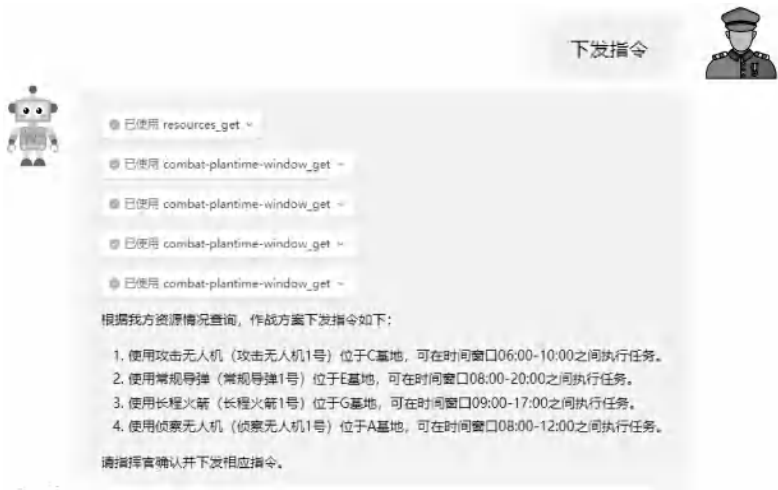 下发指令
已使用 resources_get
已使用 combat-plantime-window_get
已使用 combat-plantime-window_get
已使用 combat-plantime-window_get
已使用 combat-plantime-window_get
根据我方资源情况查询，作战方案下发指令如下：
1. 使用攻击无人机（攻击无人机1号）位于C基地，可在时间窗口06:00-10:00之间执行任务。
2. 使用常规导弹（常规导弹1号）位于E基地，可在时间窗口08:00-20:00之间执行任务。
3. 使用长程火箭（长程火箭1号）位于G基地，可在时间窗口09:00-17:00之间执行任务。
4. 使用侦察无人机（侦察无人机1号）位于A基地，可在时间窗口08:00-12:00之间执行任务。
请指挥官确认并下发相应指令。